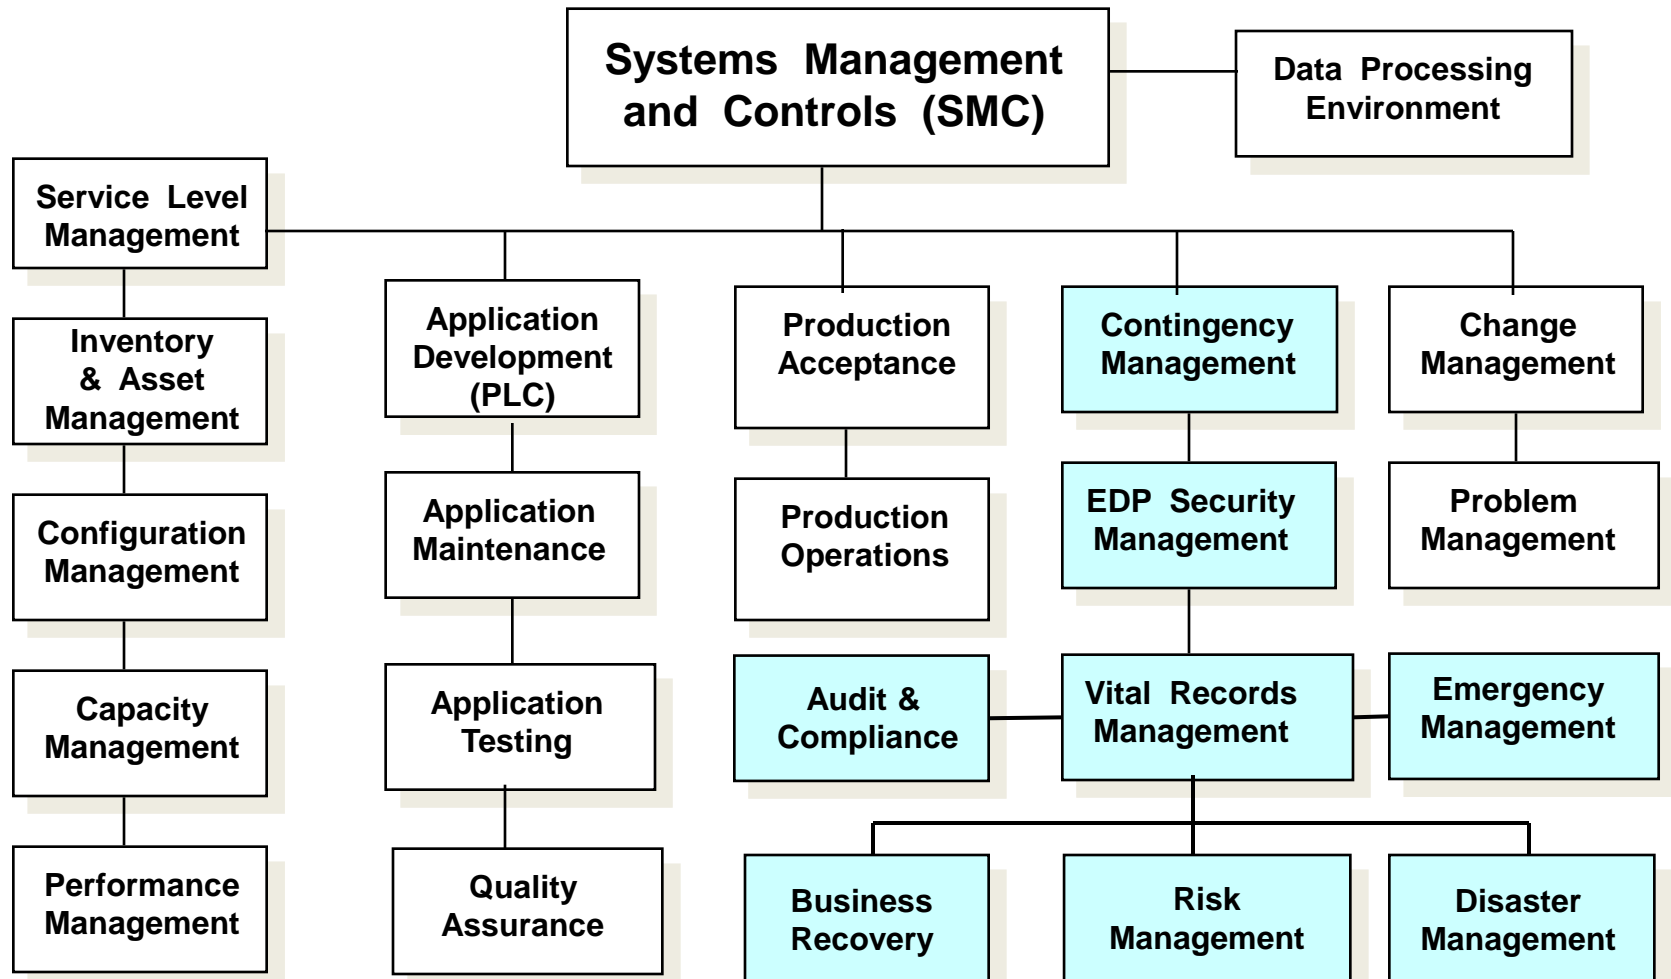 Systems Management
and Controls (SMC)
Data Processing
Environment
Service Level
Management
Inventory
& Asset
Management
Configuration
Management
Capacity
Management
Performance
Management
Application
Development
(PLC)
Application
Maintenance
Application
Testing
Quality
Assurance
Production
Acceptance
Production
Operations
Contingency
Management
EDP Security
Management
Change
Management
Problem
Management
Audit &
Compliance
Vital Records
Management
Emergency
Management
Business
Recovery
Risk
Management
Disaster
Management